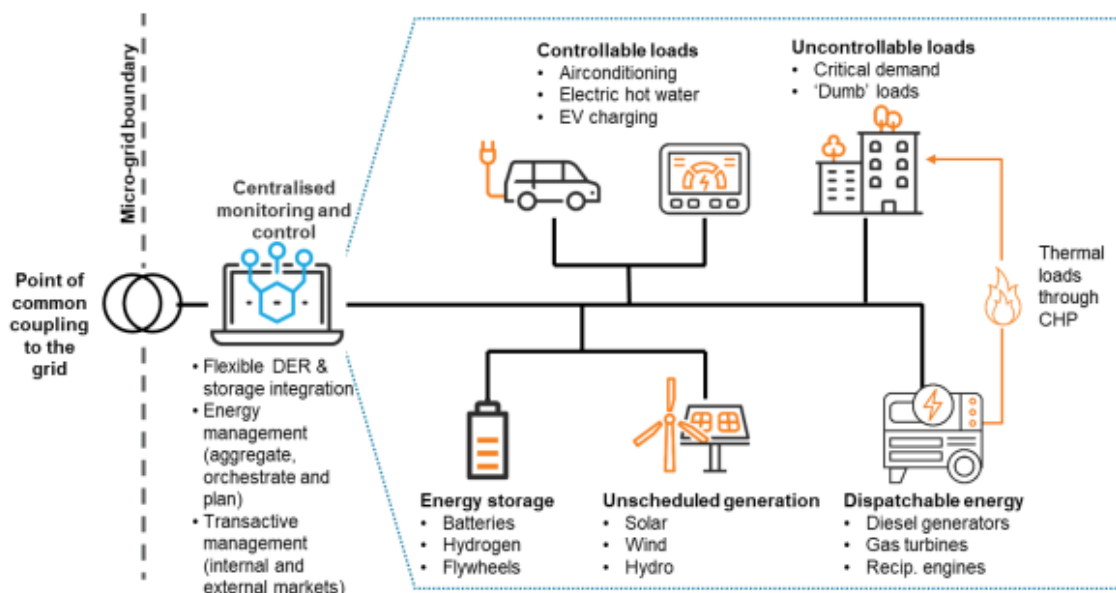 Micro-grid boundary
Point of
common
coupling
to the
grid
Centralised
monitoring and
control
• Flexible DER &
storage integration
• Energy
management
(aggregate,
orchestrate and
plan)
• Transactive
management
(internal and
external markets)
Controllable loads
• Airconditioning
• Electric hot water
• EV charging
Uncontrollable loads
• Critical demand
• ‘Dumb’ loads
Thermal
loads
through
CHP
Energy storage
• Batteries
• Hydrogen
• Flywheels
Unscheduled generation
• Solar
• Wind
• Hydro
Dispatchable energy
• Diesel generators
• Gas turbines
• Recip. engines